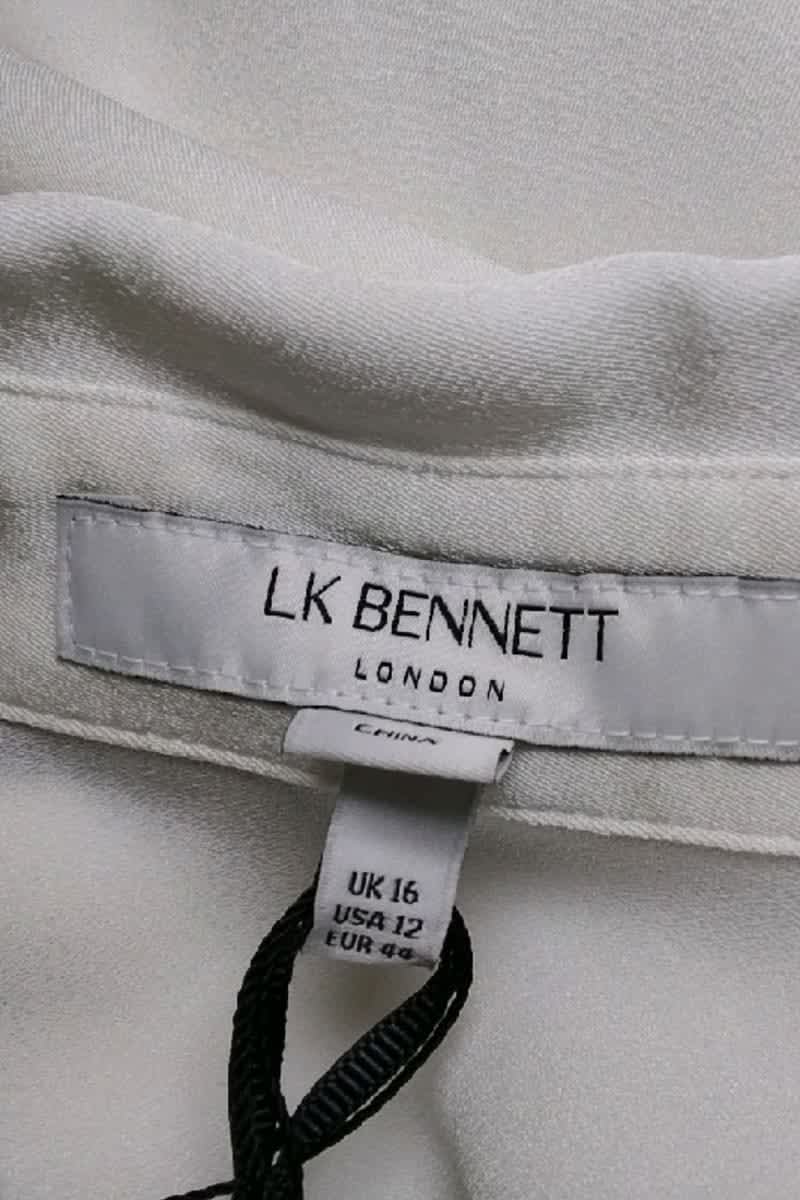 LK BENNETT
LONDON
CHINA
UK 16
USA 12
EUR 44